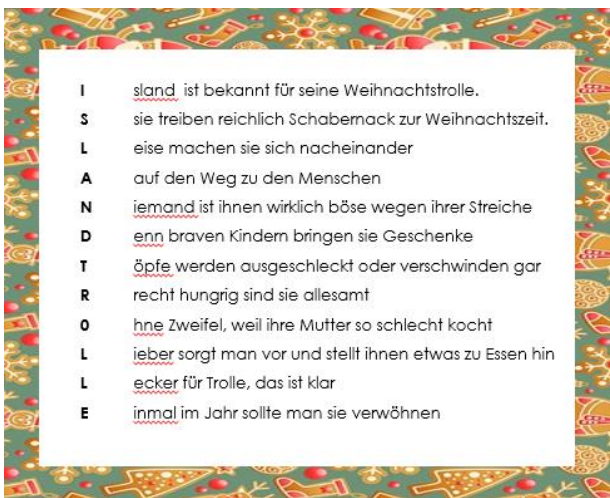 I sland ist bekannt für seine Weihnachtstrolle.
S sie treiben reichlich Schabernack zur Weihnachtszeit.
L eise machen sie sich nacheinander
A auf den Weg zu den Menschen
N iemand ist ihnen wirklich böse wegen ihrer Streiche
D enn braven Kindern bringen sie Geschenke
T öpfe werden ausgeschleckt oder verschwinden gar
R recht hungrig sind sie allesamt
O hne Zweifel, weil ihre Mutter so schlecht kocht
L ieber sorgt man vor und stellt ihnen etwas zu Essen hin
L ecker für Trolle, das ist klar
E inmal im Jahr sollte man sie verwöhnen